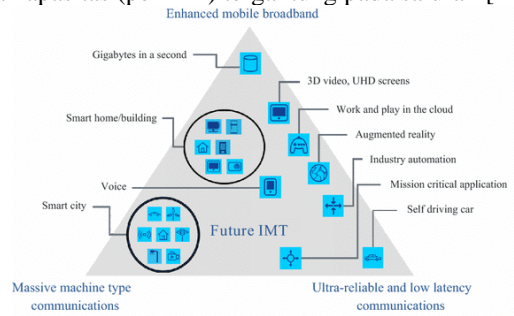 Enhanced mobile broadband
Gigabytes in a second
3D video, UHD screens
Smart home/building
Work and play in the cloud
Augmented reality
Industry automation
Voice
Mission critical application
Smart city
Self driving car
Future IMT
Massive machine type
communications
Ultra-reliable and low latency
communications